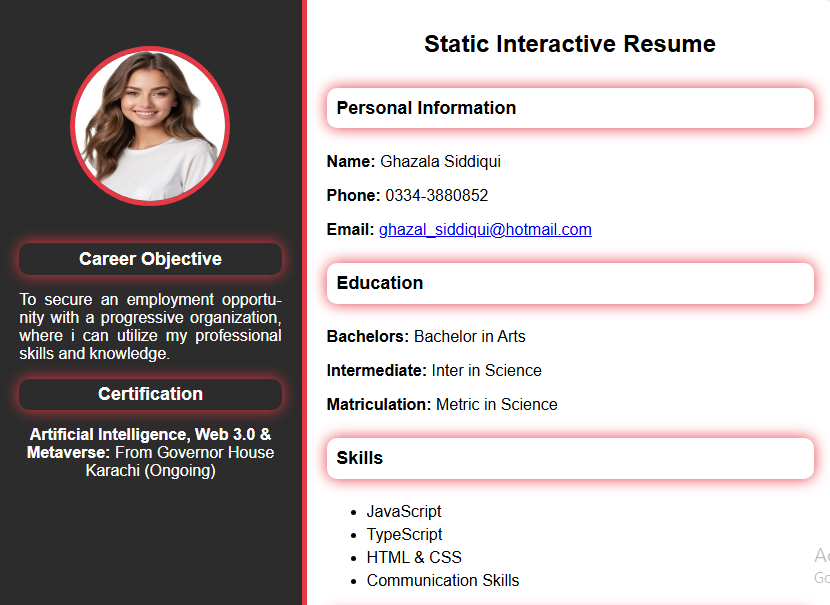 Career Objective
To secure an employment opportu-
nity with a progressive organization,
where i can utilize my professional
skills and knowledge.
Certification
Artificial Intelligence, Web 3.0 &
Metaverse: From Governor House
Karachi (Ongoing)
Static Interactive Resume
Personal Information
Name: Ghazala Siddiqui
Phone: 0334-3880852
Email: ghazal_siddiqui@hotmail.com
Education
Bachelors: Bachelor in Arts
Intermediate: Inter in Science
Matriculation: Metric in Science
Skills
JavaScript
TypeScript
HTML & CSS
Communication Skills